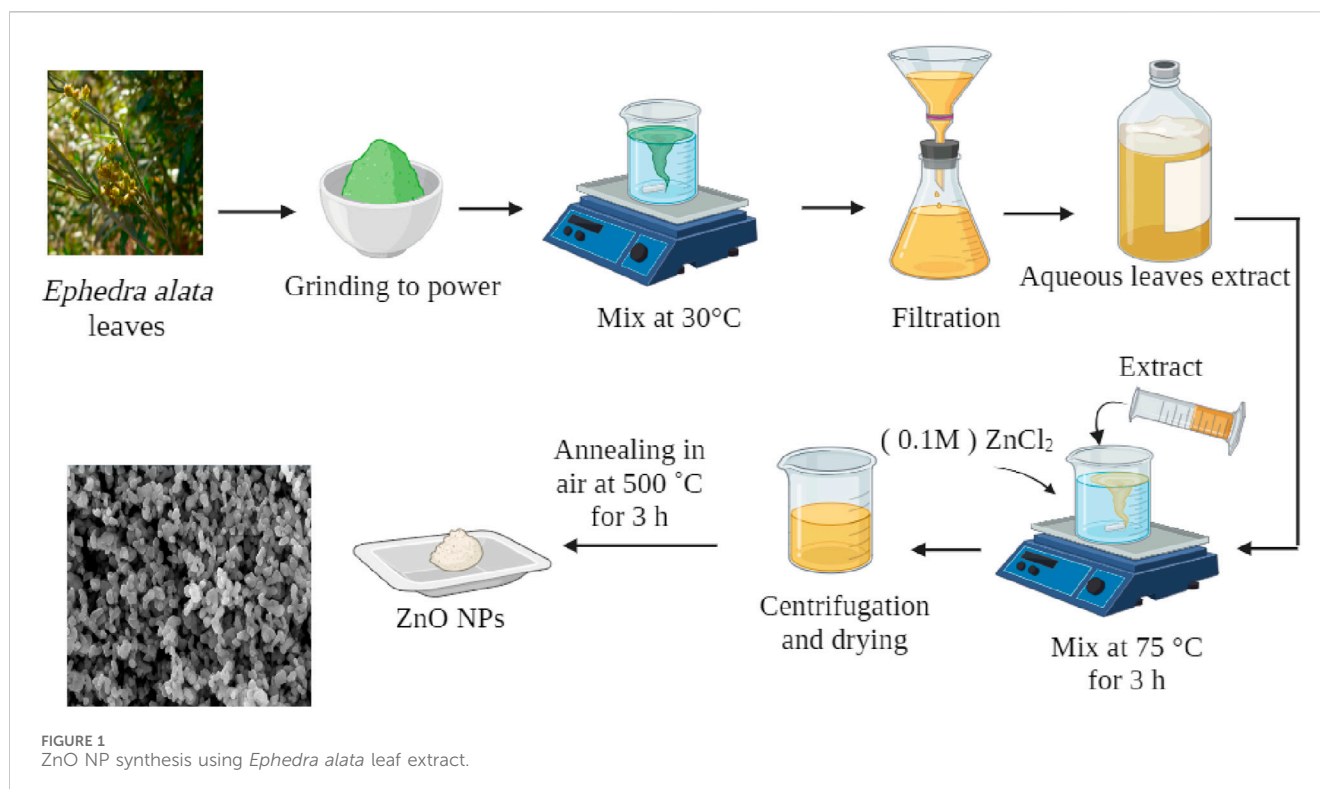 Ephedra alata
leaves
Grinding to power
Mix at 30°C
Filtration
Aqueous leaves extract
Extract
( 0.1M ) ZnCl₂
Mix at 75 °C
for 3 h
Centrifugation
and drying
Annealing in
air at 500 °C
for 3 h
ZnO NPs
FIGURE 1
ZnO NP synthesis using Ephedra alata leaf extract.